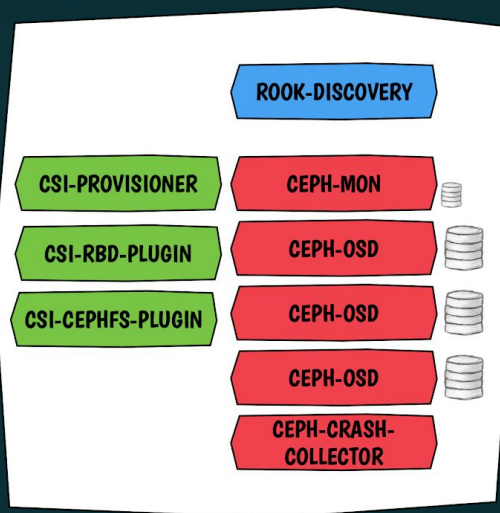 ROOK-DISCOVERY
CSI-PROVISIONER
CEPH-MON
CSI-RBD-PLUGIN
CEPH-OSD
CSI-CEPHFS-PLUGIN
CEPH-OSD
CEPH-OSD
CEPH-CRASH-
COLLECTOR